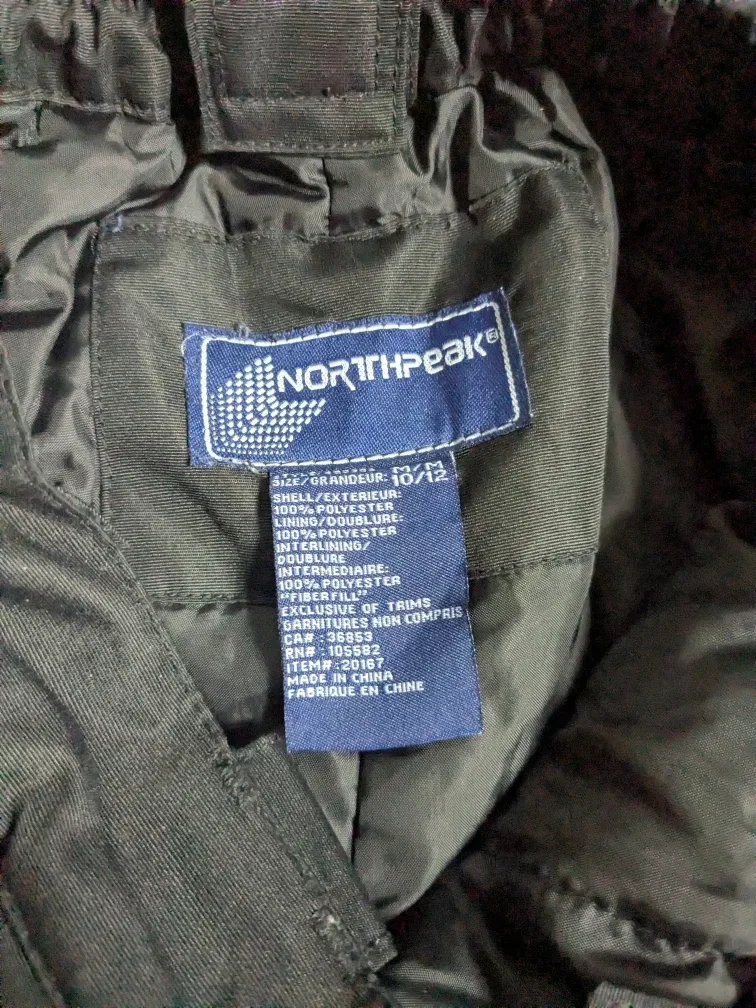 NORTHPEAK®
SIZE/GRANDEUR: M/M
10/12
SHELL/EXTERIEUR:
100% POLYESTER
LINING/DOUBLURE:
100% POLYESTER
INTERLINING/
DOUBLURE
INTERMEDIAIRE:
100% POLYESTER
"FIBERFILL"
EXCLUSIVE OF TRIMS
GARNITURES NON COMPRIS
CA# : 36853
RN# : 105582
ITEM# : 20167
MADE IN CHINA
FABRIQUE EN CHINE